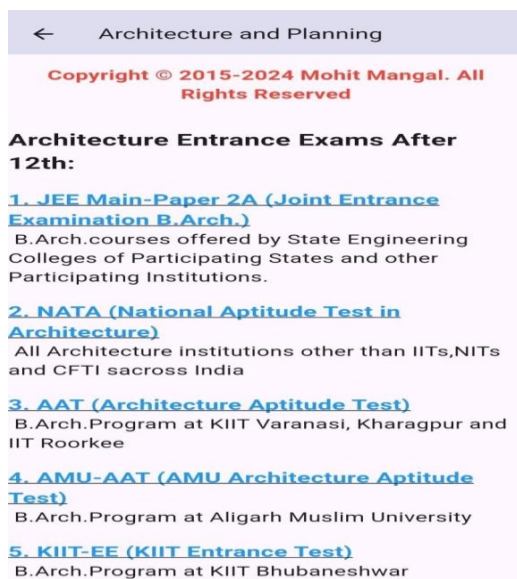 ← Architecture and Planning
Copyright © 2015-2024 Mohit Mangal. All
Rights Reserved
Architecture Entrance Exams After
12th:
1. JEE Main-Paper 2A (Joint Entrance
Examination B.Arch.)
B.Arch.courses offered by State Engineering
Colleges of Participating States and other
Participating Institutions.
2. NATA (National Aptitude Test in
Architecture)
All Architecture institutions other than IITs,NITs
and CFTI sacross India
3. AAT (Architecture Aptitude Test)
B.Arch.Program at KIIT Varanasi, Kharagpur and
IIT Roorkee
4. AMU-AAT (AMU Architecture Aptitude
Test)
B.Arch.Program at Aligarh Muslim University
5. KIIT-EE (KIIT Entrance Test)
B.Arch.Program at KIIT Bhubaneshwar